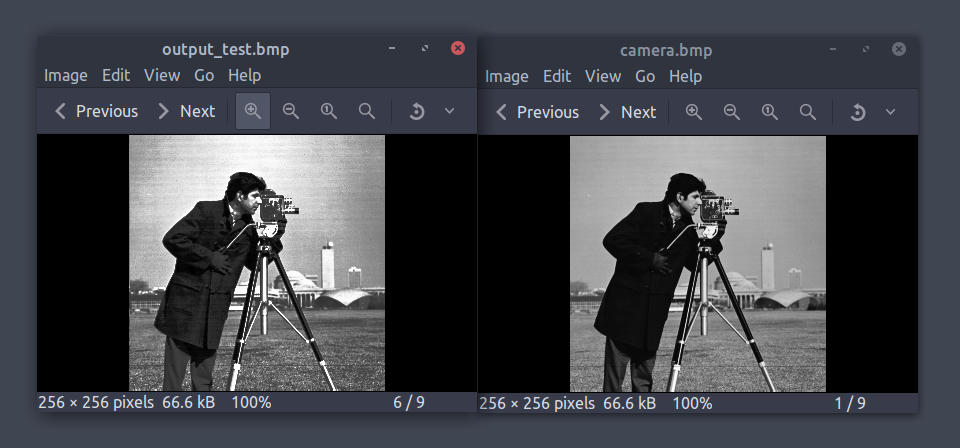 output_test.bmp
Image Edit View Go Help
Previous Next
256 × 256 pixels 66.6 kB 100% 6 / 9
camera.bmp
Image Edit View Go Help
Previous Next
256 × 256 pixels 66.6 kB 100% 1 / 9